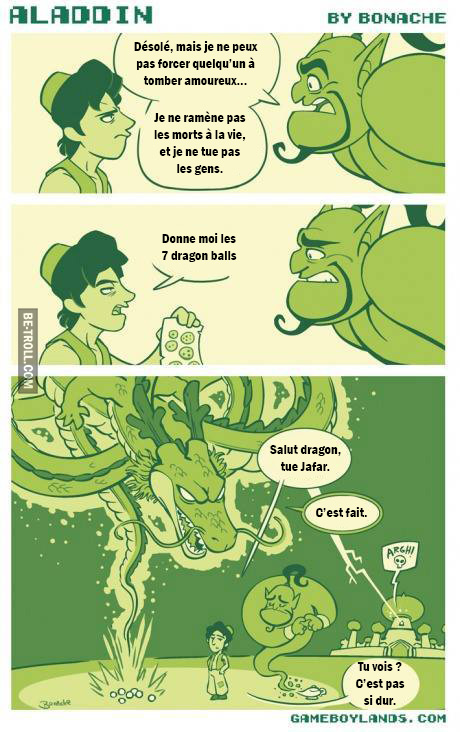 ALADDIN
BY BONACHE
Désolé, mais je ne peux
pas forcer quelqu'un à
tomber amoureux...
Je ne ramène pas
les morts à la vie,
et je ne tue pas
les gens.
Donne moi les
7 dragon balls
BE-TROLL.COM
Salut dragon,
tue Jafar.
C'est fait.
ARGH!
Tu vois ?
C'est pas
si dur.
Bonache
GAMEBOYLANDS.COM